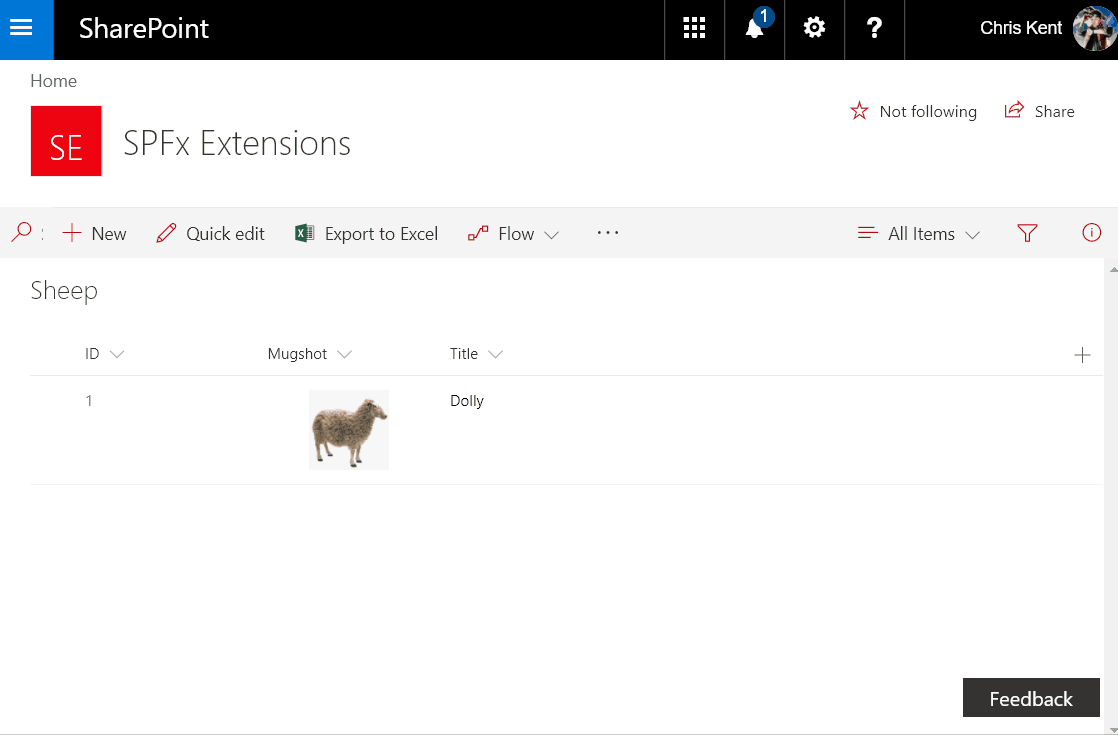 SharePoint
1
Chris Kent
Home
Not following
Share
SE
SPFx Extensions
New
Quick edit
Export to Excel
Flow
...
All Items
Sheep
ID
Mugshot
Title
1
Dolly
Feedback